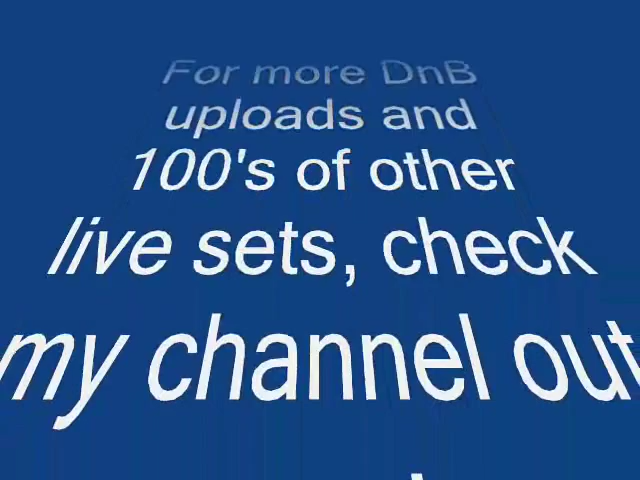 For more DnB
uploads and
100's of other
live sets, check
my channel out